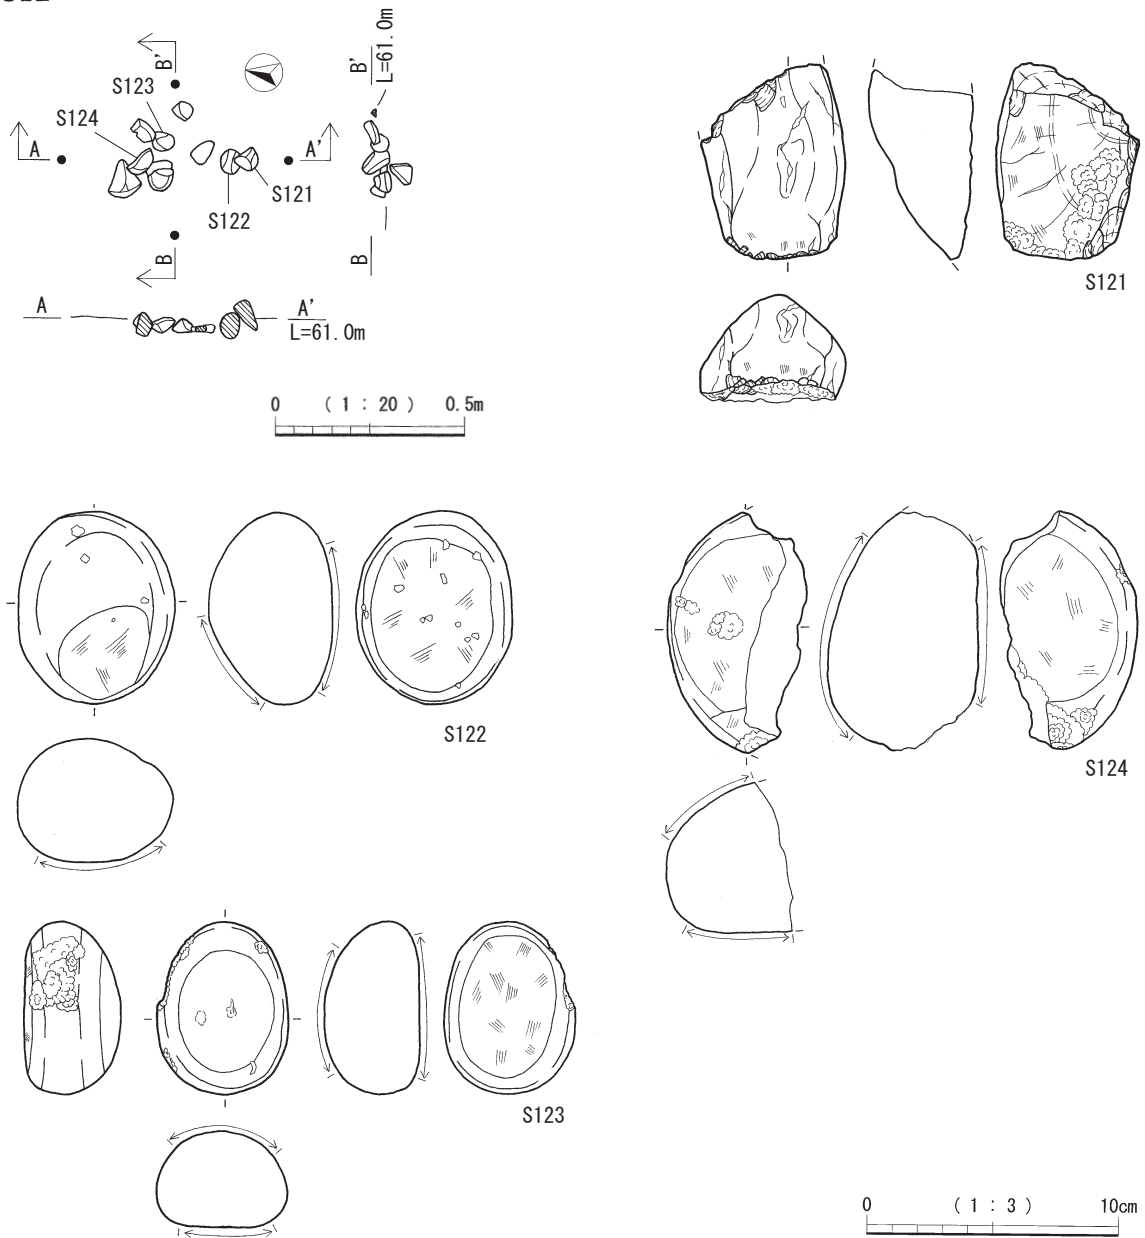 B'
S123
S124
A
A'
S121
S122
B
B'
L=61.0m
B
A
A'
L=61.0m
0 (1:20) 0.5m
S121
S122
S124
S123
0 (1:3) 10cm